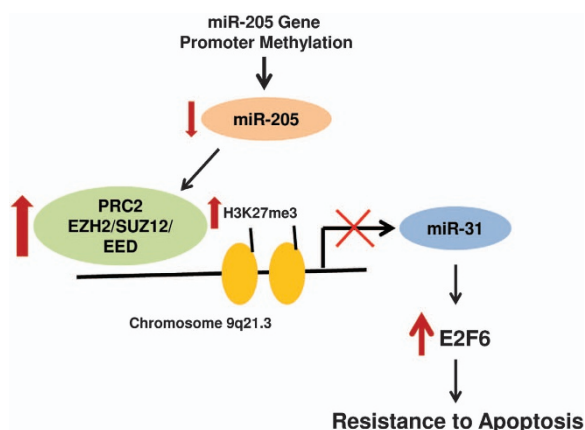 miR-205 Gene
Promoter Methylation
miR-205
PRC2
EZH2/SUZ12/
EED
H3K27me3
miR-31
Chromosome 9q21.3
E2F6
Resistance to Apoptosis